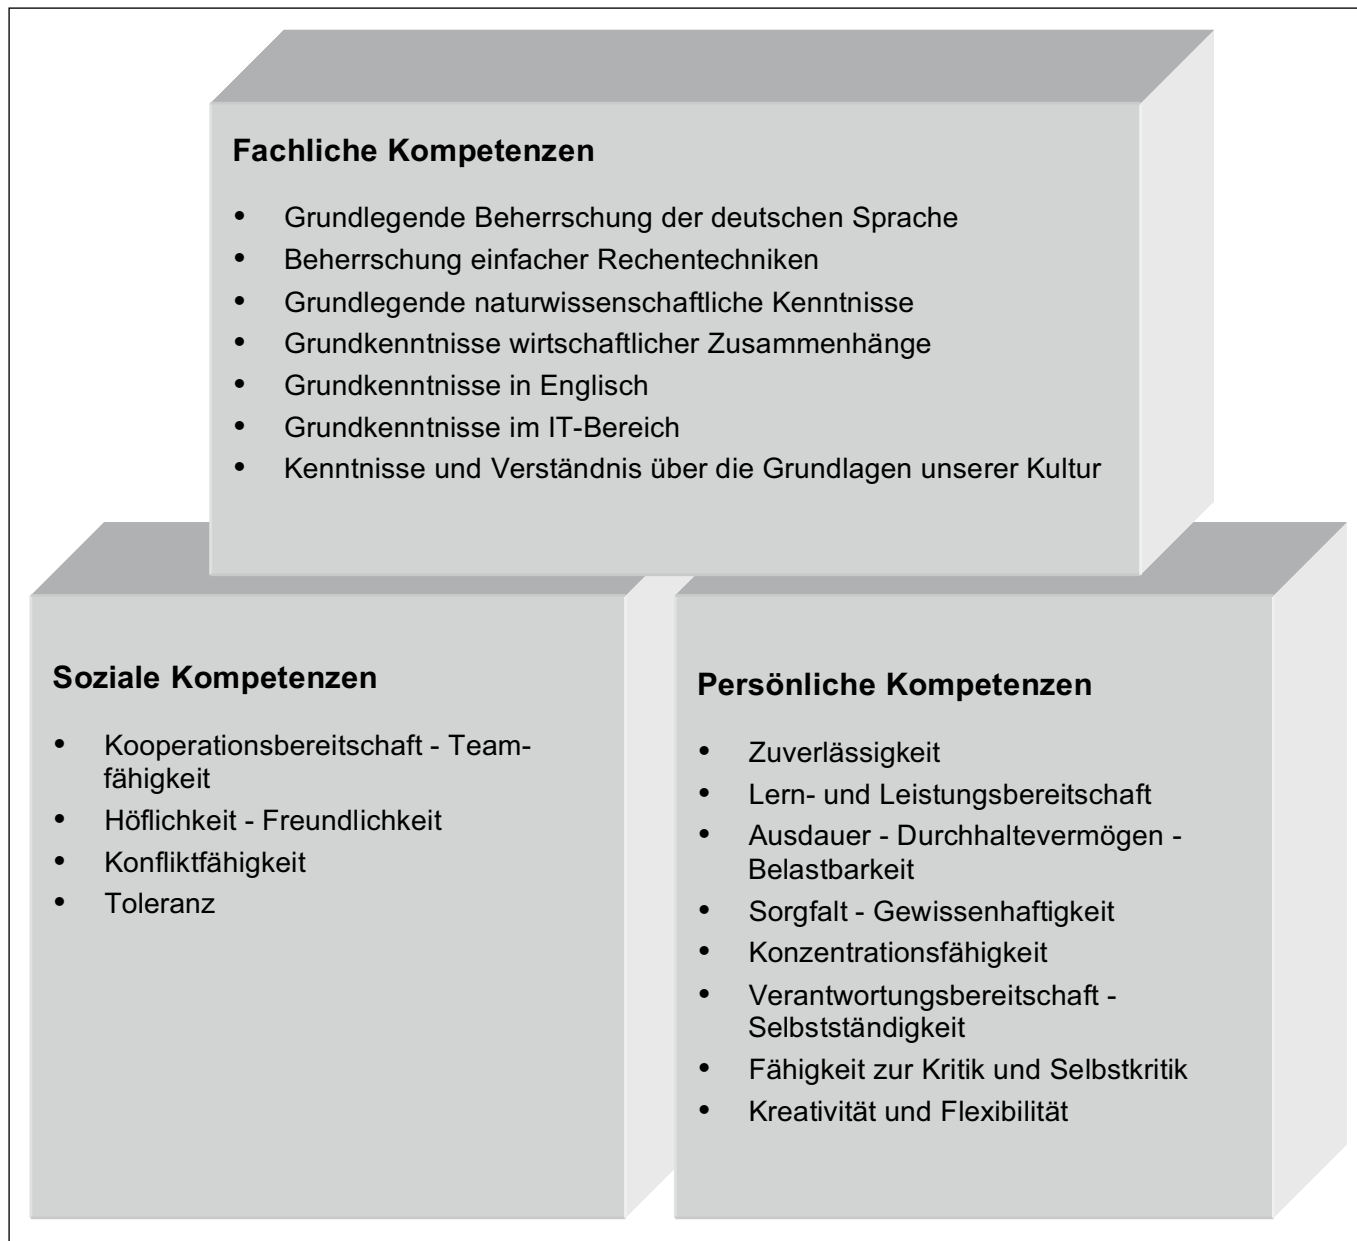 Fachliche Kompetenzen
• Grundlegende Beherrschung der deutschen Sprache
• Beherrschung einfacher Rechentechniken
• Grundlegende naturwissenschaftliche Kenntnisse
• Grundkenntnisse wirtschaftlicher Zusammenhänge
• Grundkenntnisse in Englisch
• Grundkenntnisse im IT-Bereich
• Kenntnisse und Verständnis über die Grundlagen unserer Kultur
Soziale Kompetenzen
• Kooperationsbereitschaft - Team-
fähigkeit
• Höflichkeit - Freundlichkeit
• Konfliktfähigkeit
• Toleranz
Persönliche Kompetenzen
• Zuverlässigkeit
• Lern- und Leistungsbereitschaft
• Ausdauer - Durchhaltevermögen -
Belastbarkeit
• Sorgfalt - Gewissenhaftigkeit
• Konzentrationsfähigkeit
• Verantwortungsbereitschaft -
Selbstständigkeit
• Fähigkeit zur Kritik und Selbstkritik
• Kreativität und Flexibilität